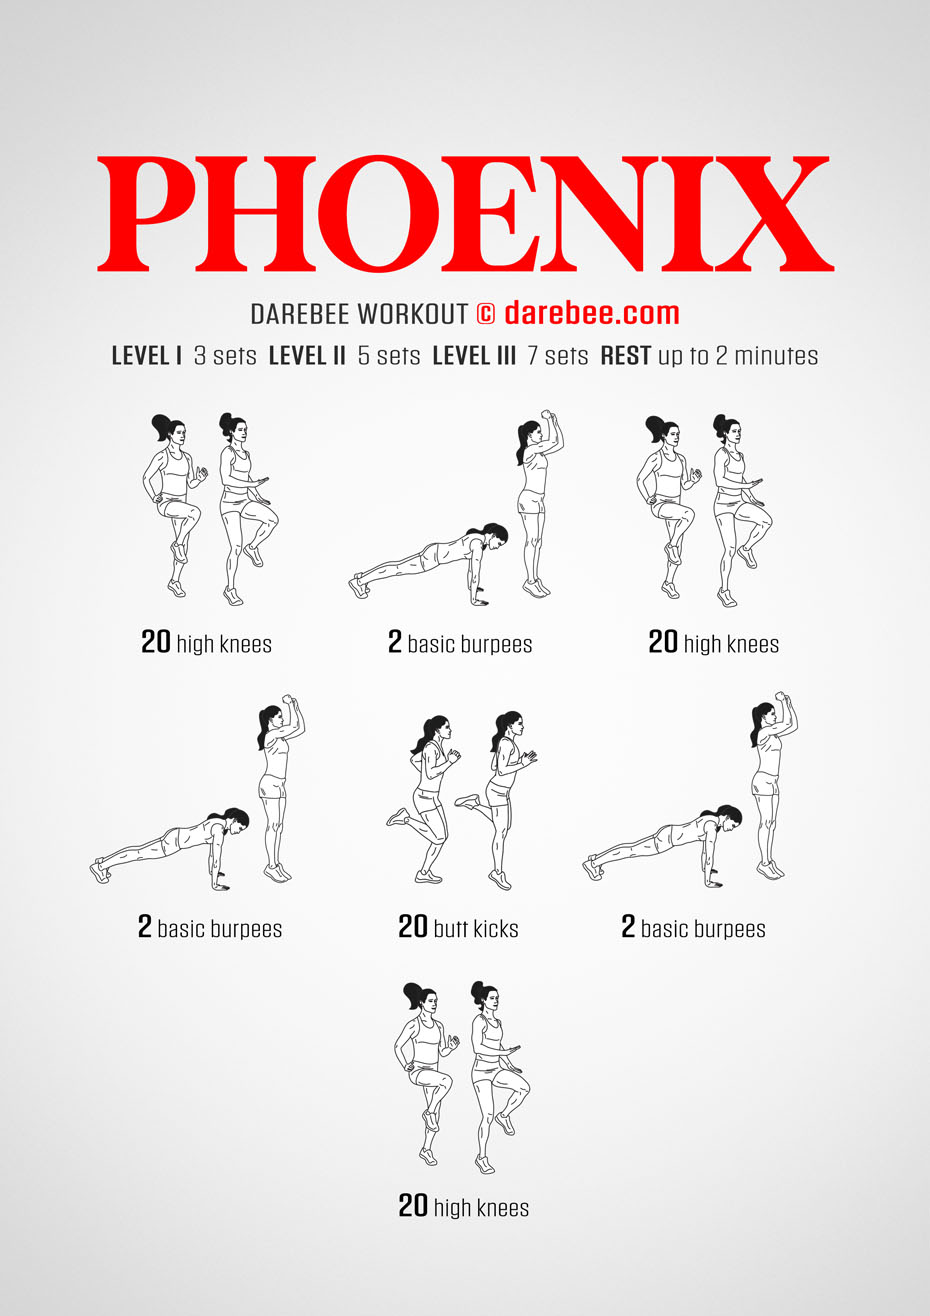 PHOENIX
DAREBEE WORKOUT © darebee.com
LEVEL I 3 sets LEVEL II 5 sets LEVEL III 7 sets REST up to 2 minutes
20 high knees
2 basic burpees
20 high knees
2 basic burpees
20 butt kicks
2 basic burpees
20 high knees